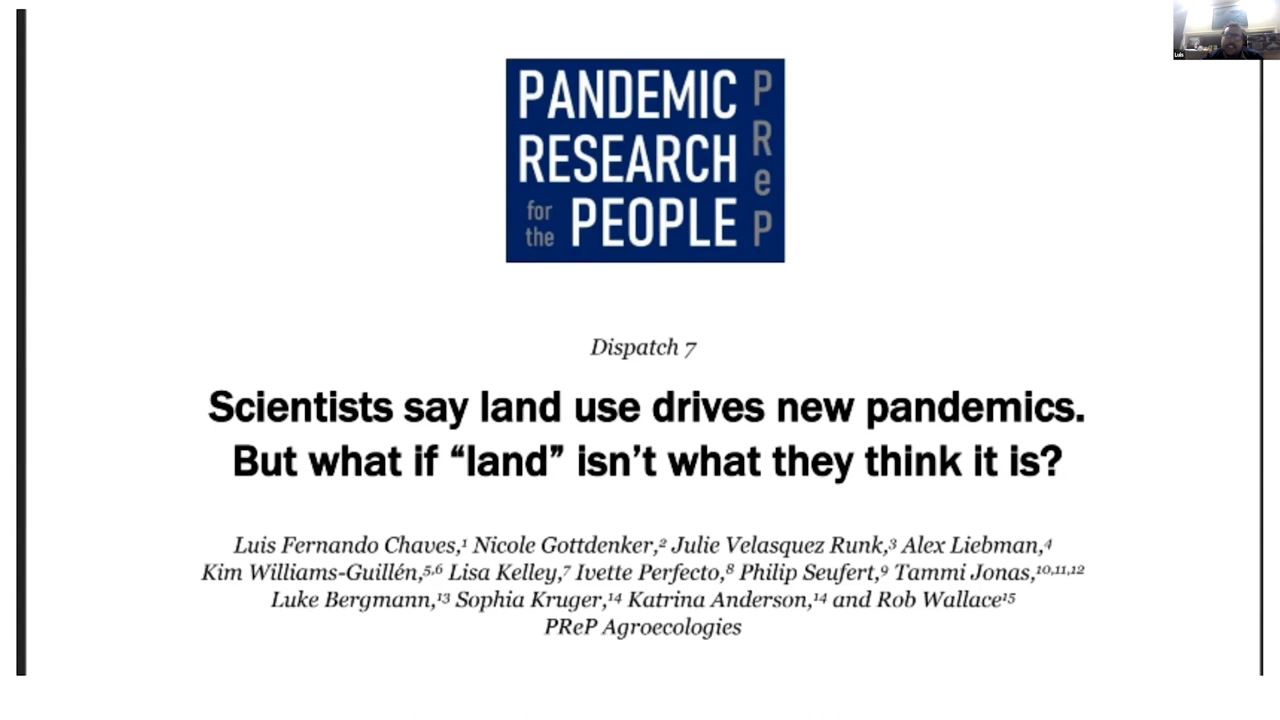 Luis
PANDEMIC
RESEARCH
for the PEOPLE
PReP
Dispatch 7
Scientists say land use drives new pandemics.
But what if “land” isn’t what they think it is?
Luis Fernando Chaves,¹ Nicole Gottdenker,² Julie Velasquez Runk,³ Alex Liebman,⁴
Kim Williams-Guillén,⁵,⁶ Lisa Kelley,⁷ Ivette Perfecto,⁸ Philip Seufert,⁹ Tammi Jonas,¹⁰,¹¹,¹²
Luke Bergmann,¹³ Sophia Kruger,¹⁴ Katrina Anderson,¹⁴ and Rob Wallace¹⁵
PReP Agroecologies